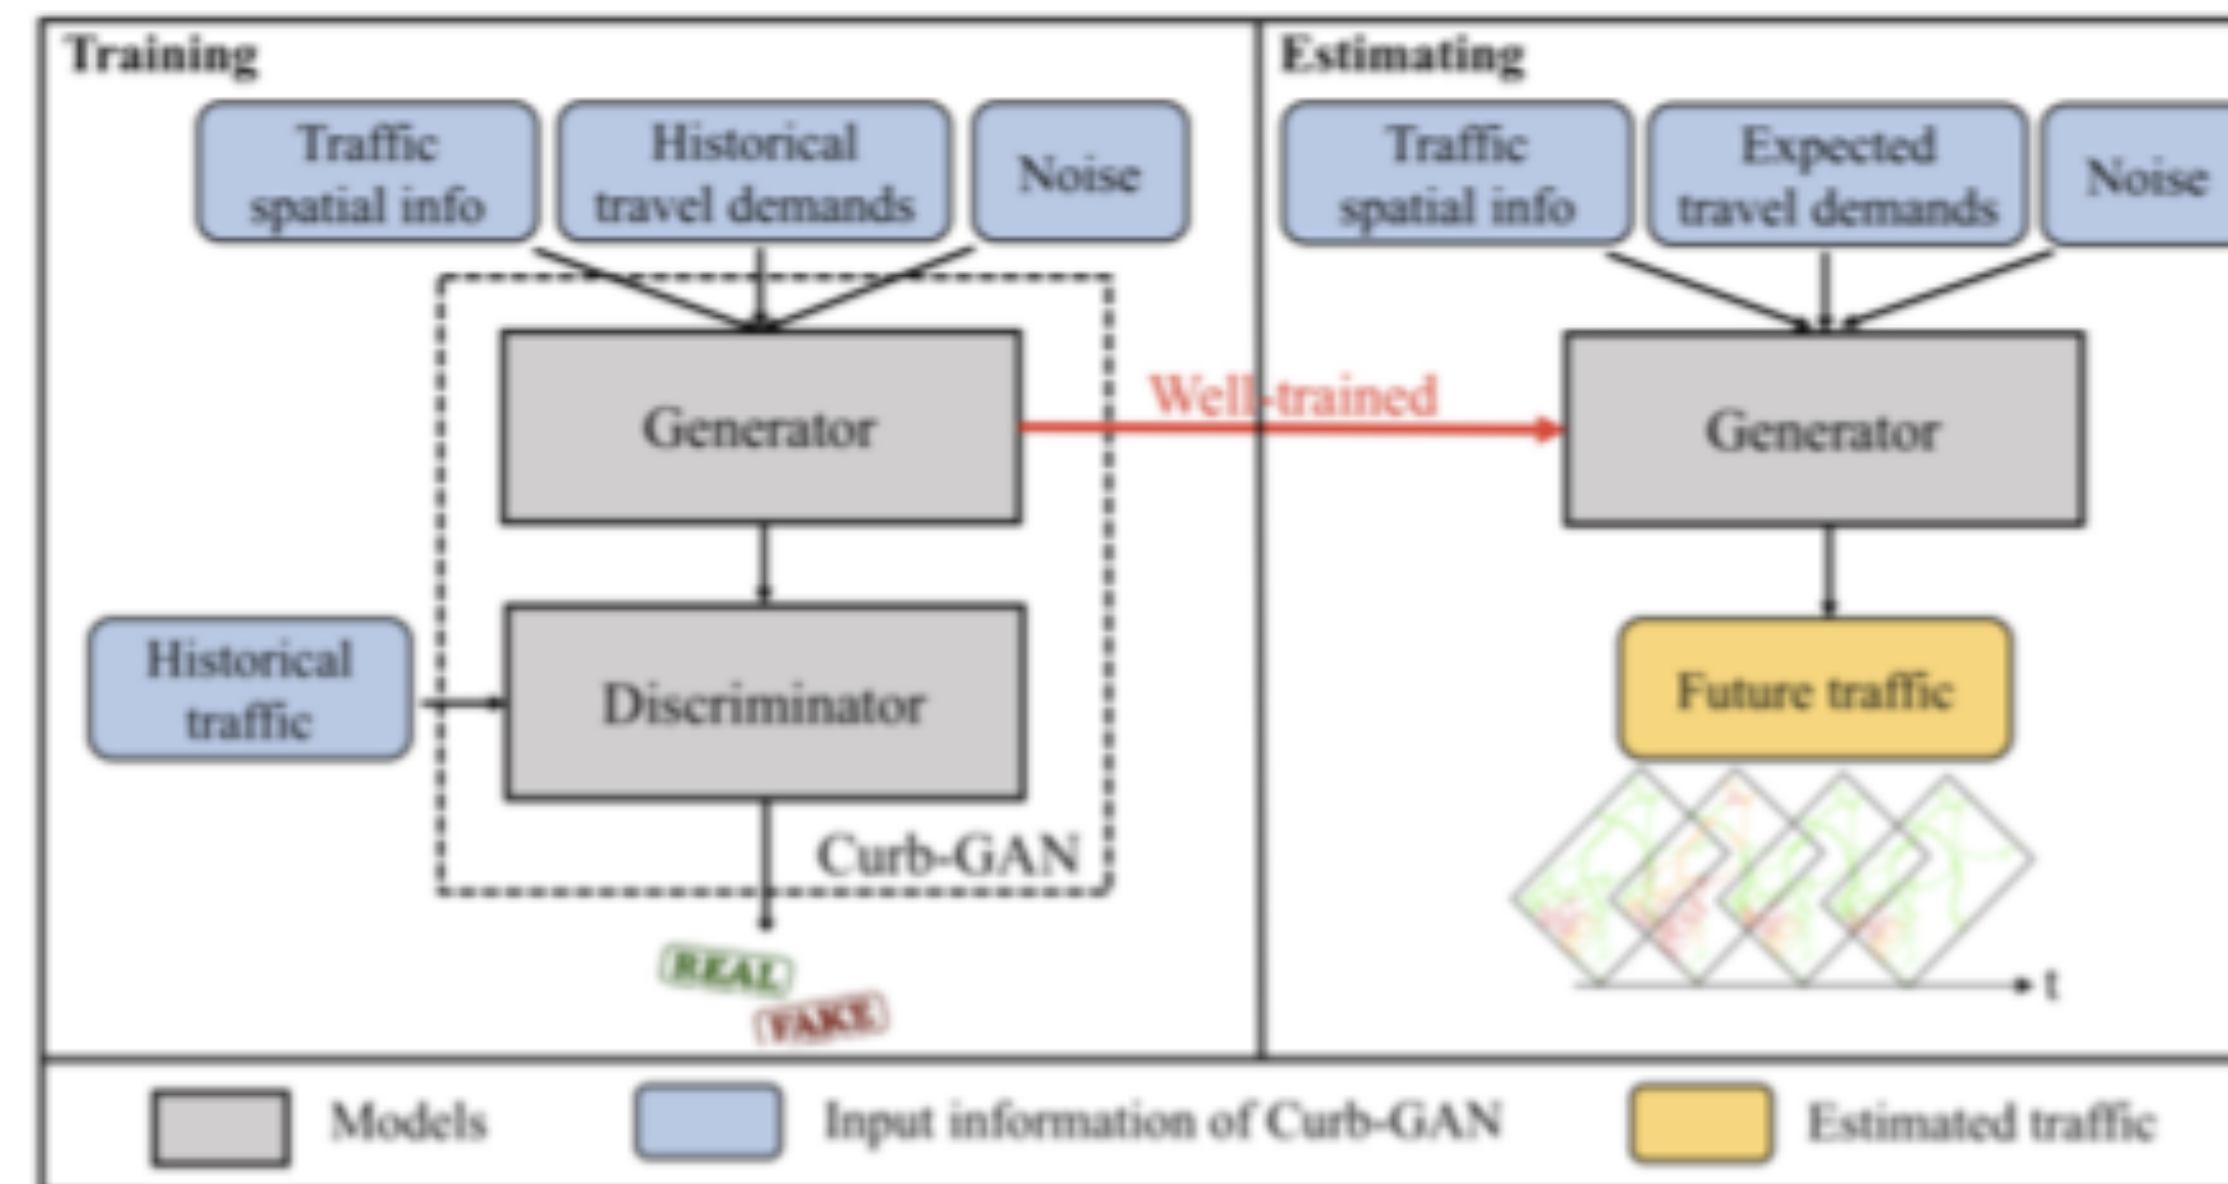 Training
Traffic
spatial info
Historical
travel demands
Noise
Generator
Well-trained
Historical
traffic
Discriminator
Curb-GAN
REAL
FAKE
Estimating
Traffic
spatial info
Expected
travel demands
Noise
Generator
Future traffic
t
Models
Input information of Curb-GAN
Estimated traffic